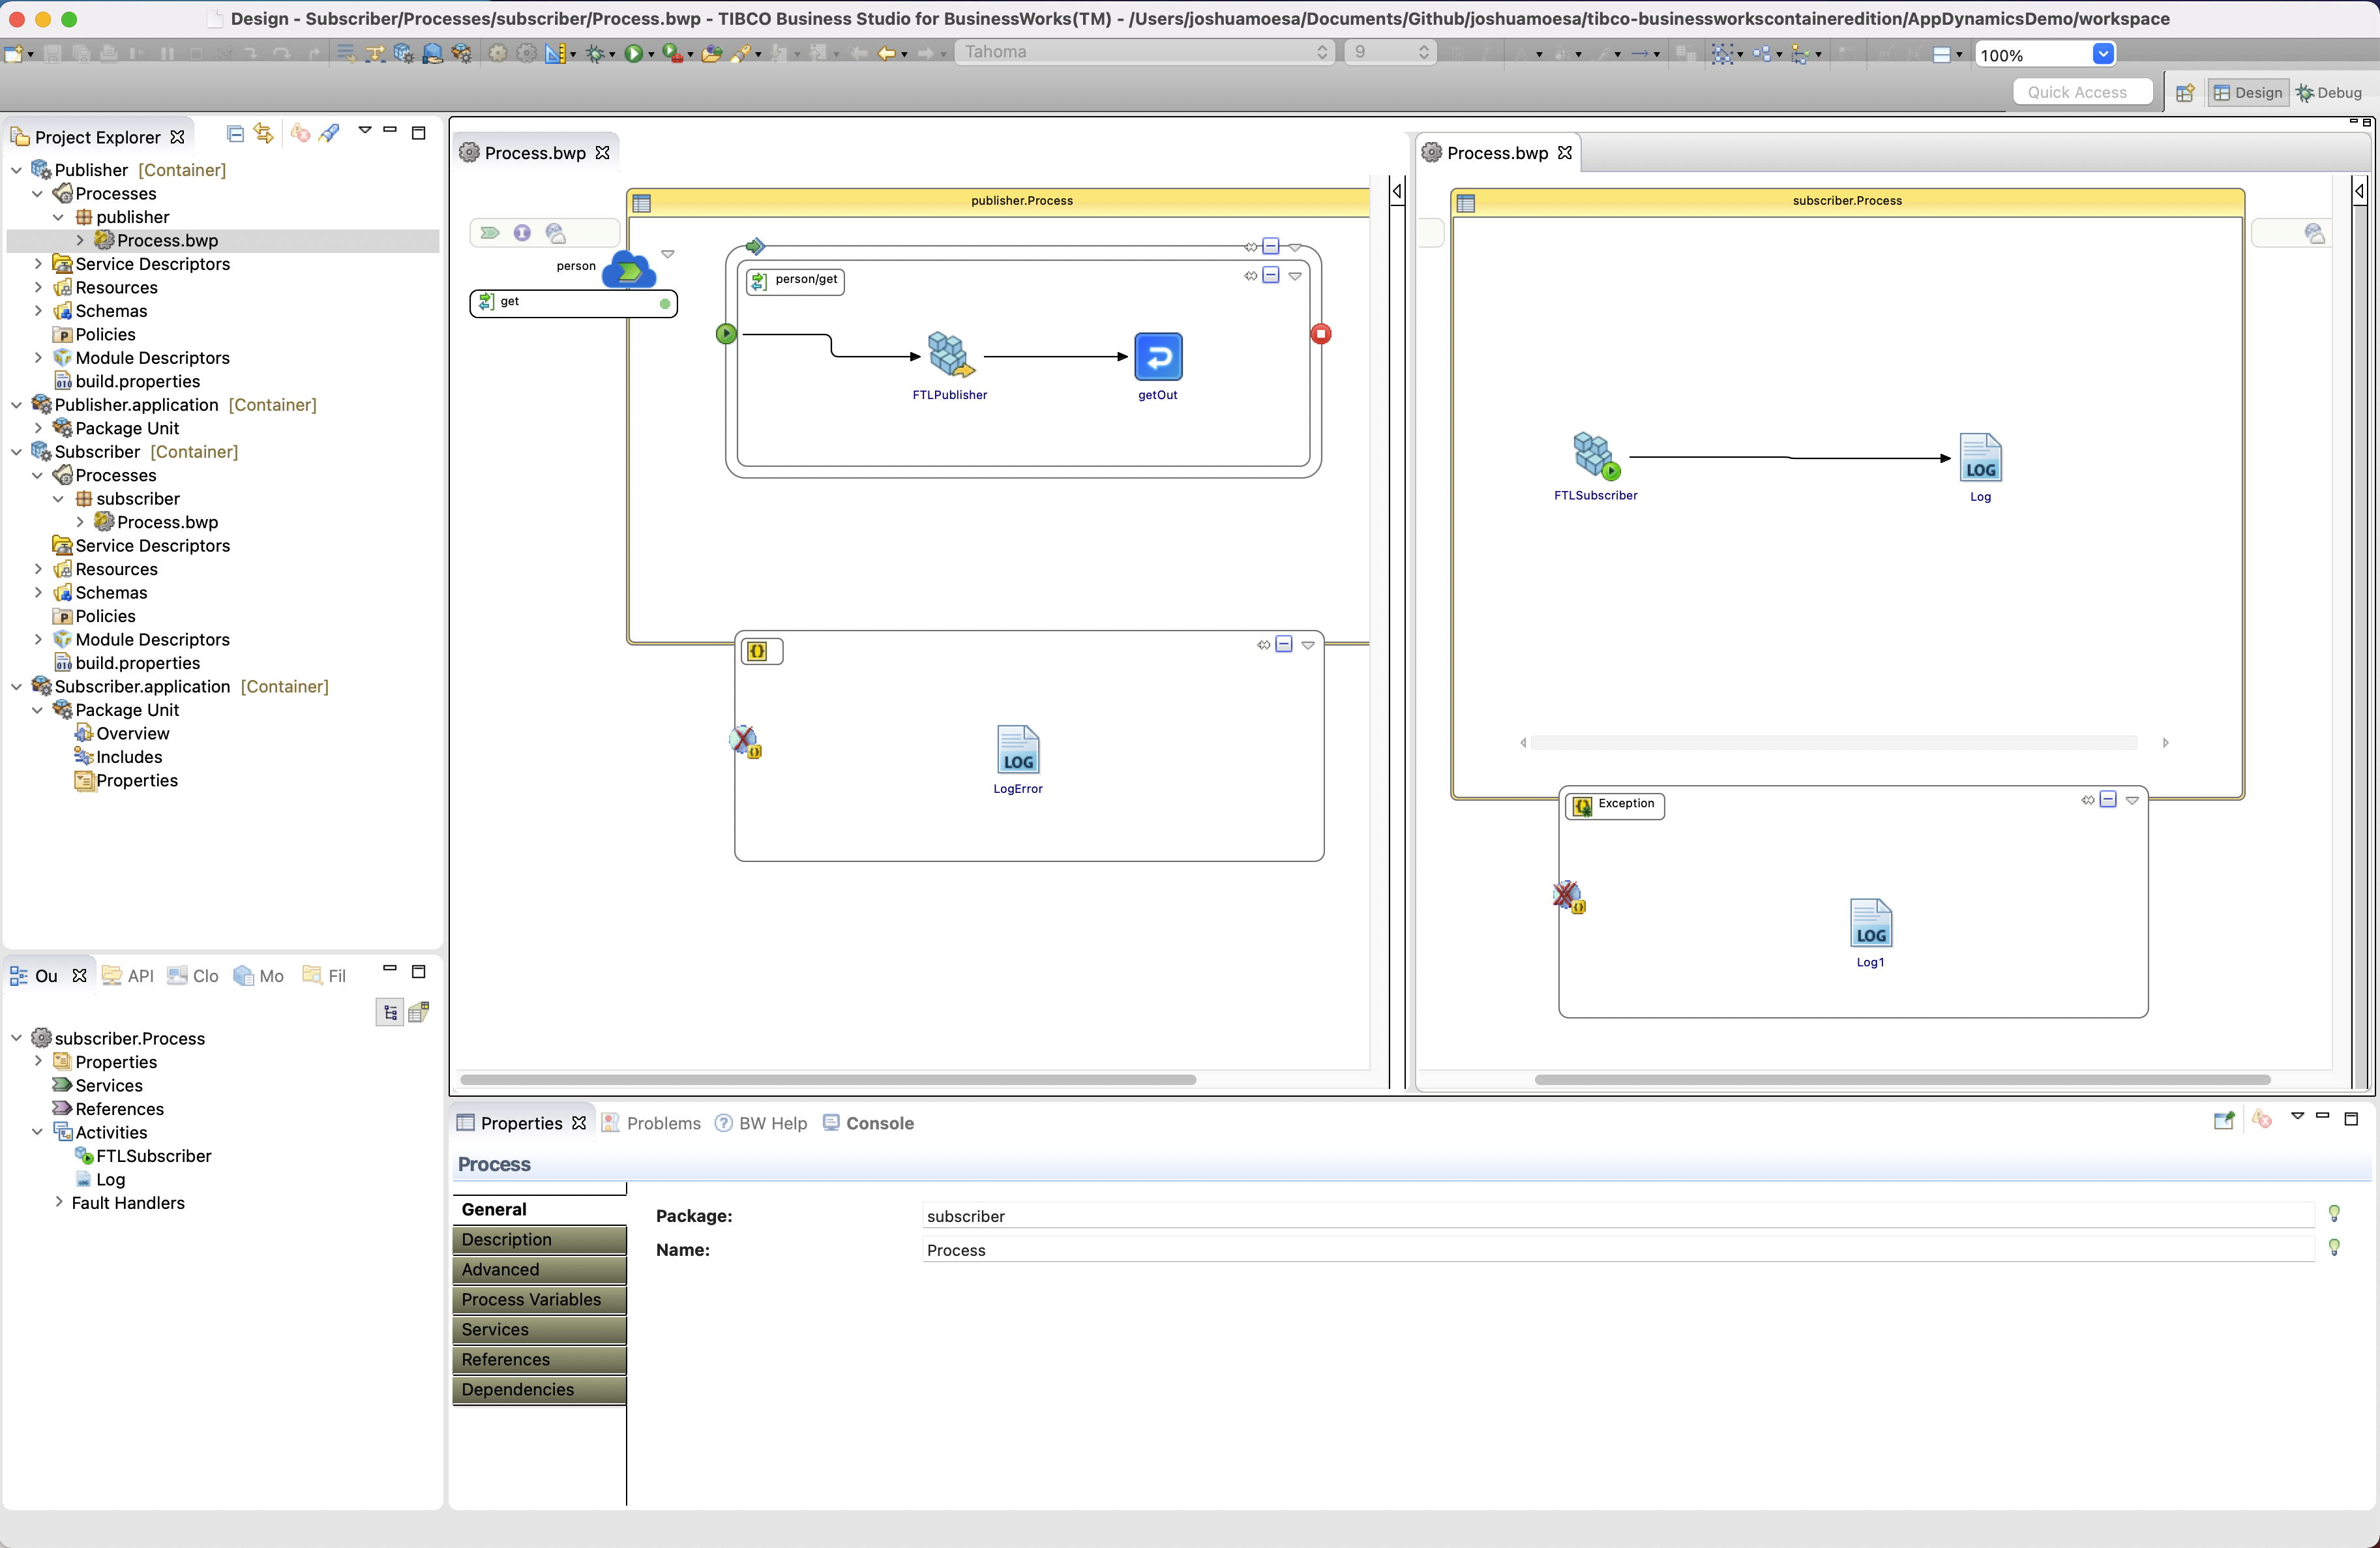 Design - Subscriber/Processes/subscriber/Process.bwp - TIBCO Business Studio for BusinessWorks(TM) - /Users/joshuamoesa/Documents/Github/joshuamoesa/tibco-businessworkscontaineredition/AppDynamicsDemo/workspace
Tahoma
9
100%
Quick Access
Design
Debug
Project Explorer
Publisher [Container]
Processes
publisher
Process.bwp
Service Descriptors
Resources
Schemas
Policies
Module Descriptors
build.properties
Publisher.application [Container]
Package Unit
Subscriber [Container]
Processes
subscriber
Process.bwp
Service Descriptors
Resources
Schemas
Policies
Module Descriptors
build.properties
Subscriber.application [Container]
Package Unit
Overview
Includes
Properties
Ou
API
Clo
Mo
Fil
subscriber.Process
Properties
Services
References
Activities
FTLSubscriber
Log
Fault Handlers
Process.bwp
publisher.Process
person
get
person/get
FTLPublisher
getOut
LOG
LogError
Process.bwp
subscriber.Process
FTLSubscriber
LOG
Log
Exception
LOG
Log1
Properties
Problems
BW Help
Console
Process
General
Description
Advanced
Process Variables
Services
References
Dependencies
Package:
subscriber
Name:
Process